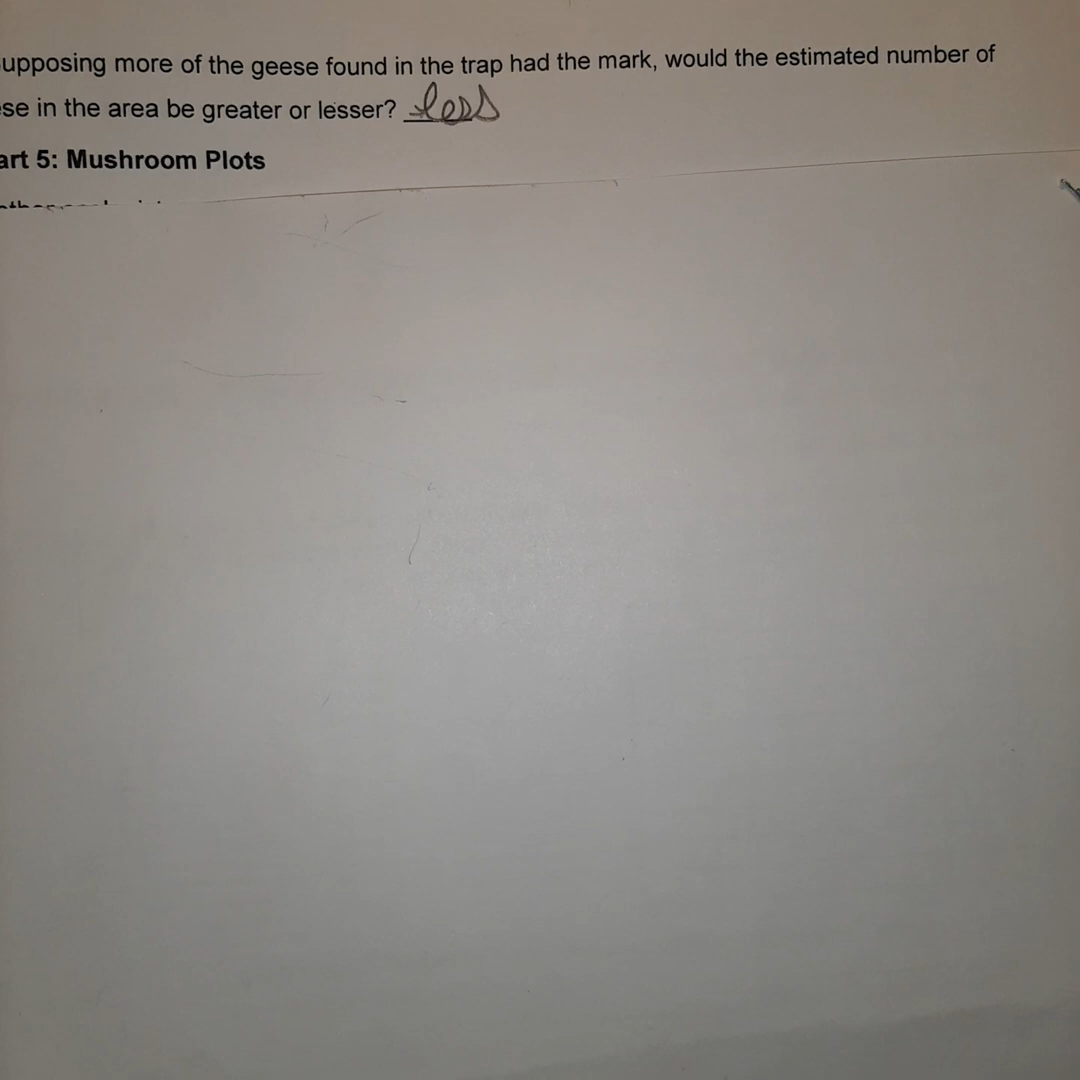 upposing more of the geese found in the trap had the mark, would the estimated number of
se in the area be greater or lesser? less
art 5: Mushroom Plots